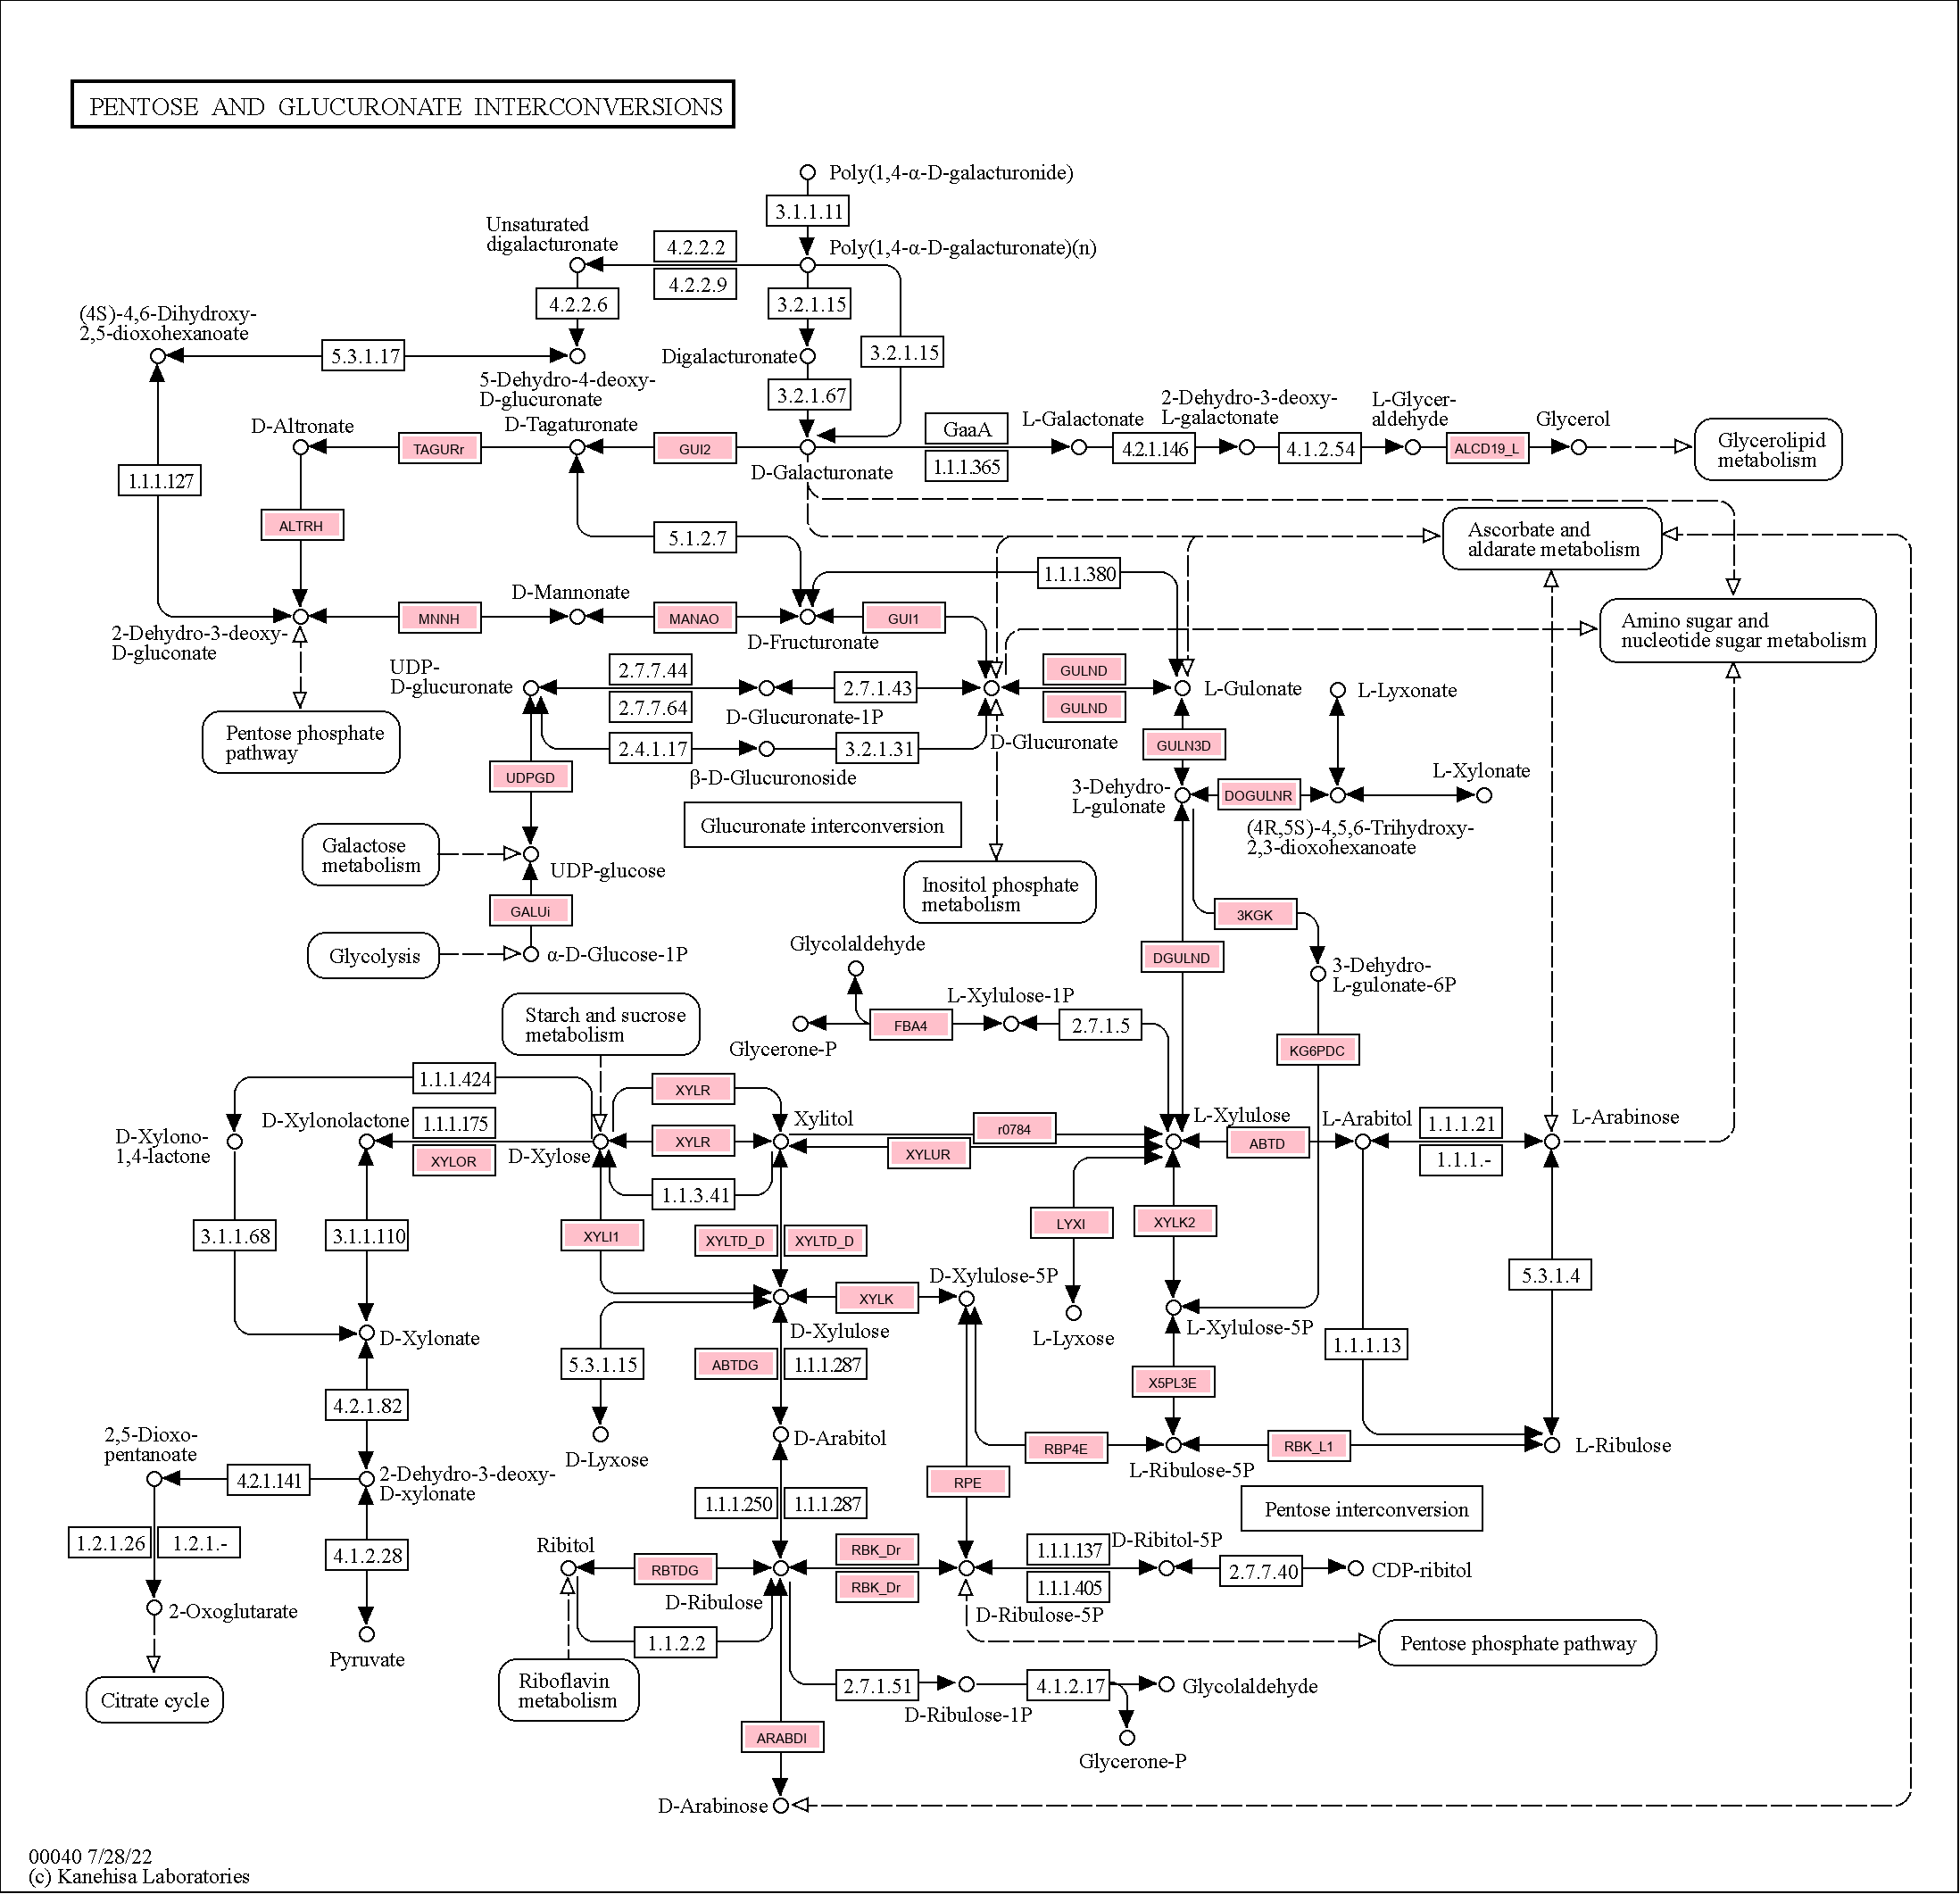 PENTOSE AND GLUCURONATE INTERCONVERSIONS
Poly(1,4-α-D-galacturonide)
3.1.1.11
Unsaturated
digalacturonate
4.2.2.2
Poly(1,4-α-D-galacturonate)(n)
4.2.2.9
4.2.2.6
3.2.1.15
(4S)-4,6-Dihydroxy-
2,5-dioxohexanoate
5.3.1.17
Digalacturonate
3.2.1.15
5-Dehydro-4-deoxy-
D-glucuronate
3.2.1.67
2-Dehydro-3-deoxy-
L-galactonate
L-Glycer-
aldehyde
Glycerol
D-Altronate
TAGURr
D-Tagaturonate
GUI2
D-Galacturonate
GaaA
1.1.1.365
L-Galactonate
4.2.1.146
4.1.2.54
ALCD19_L
Glycerolipid
metabolism
1.1.1.127
ALTRH
5.1.2.7
Ascorbate and
aldarate metabolism
1.1.1.380
D-Mannonate
MNNH
MANAO
GUI1
D-Fructuronate
2-Dehydro-3-deoxy-
D-gluconate
Amino sugar and
nucleotide sugar metabolism
UDP-
D-glucuronate
2.7.7.44
2.7.7.64
2.7.1.43
D-Glucuronate-1P
GULND
GULND
L-Gulonate
L-Lyxonate
Pentose phosphate
pathway
2.4.1.17
3.2.1.31
D-Glucuronate
GULN3D
β-D-Glucuronoside
UDPGD
3-Dehydro-
L-gulonate
DOGULNR
L-Xylonate
(4R,5S)-4,5,6-Trihydroxy-
2,3-dioxohexanoate
Glucuronate interconversion
Galactose
metabolism
UDP-glucose
Inositol phosphate
metabolism
GALUi
3KGK
Glycolysis
α-D-Glucose-1P
Glycolaldehyde
DGULND
3-Dehydro-
L-gulonate-6P
Starch and sucrose
metabolism
L-Xylulose-1P
FBA4
2.7.1.5
Glycerone-P
KG6PDC
1.1.1.424
XYLR
D-Xylonolactone
1.1.1.175
Xylitol
r0784
L-Xylulose
L-Arabitol
1.1.1.21
L-Arabinose
D-Xylono-
1,4-lactone
XYLOR
D-Xylose
XYLR
XYLUR
ABTD
1.1.1.-
1.1.3.41
3.1.1.68
3.1.1.110
XYLI1
XYLTD_D
XYLTD_D
LYXI
XYLK2
5.3.1.4
XYLK
D-Xylulose-5P
D-Xylonate
D-Xylulose
L-Lyxose
L-Xylulose-5P
1.1.1.13
5.3.1.15
ABTDG
1.1.1.287
X5PL3E
4.2.1.82
2,5-Dioxo-
pentanoate
D-Lyxose
D-Arabitol
RBP4E
RBK_L1
L-Ribulose-5P
L-Ribulose
4.2.1.141
2-Dehydro-3-deoxy-
D-xylonate
RPE
1.1.1.250
1.1.1.287
Pentose interconversion
1.2.1.26
1.2.1.-
4.1.2.28
Ribitol
RBTDG
RBK_Dr
RBK_Dr
1.1.1.137
1.1.1.405
D-Ribitol-5P
2.7.7.40
CDP-ribitol
2-Oxoglutarate
D-Ribulose
D-Ribulose-5P
1.1.2.2
Pentose phosphate pathway
Pyruvate
Citrate cycle
Riboflavin
metabolism
2.7.1.51
D-Ribulose-1P
4.1.2.17
Glycolaldehyde
ARABDI
Glycerone-P
D-Arabinose
00040 7/28/22
(c) Kanehisa Laboratories